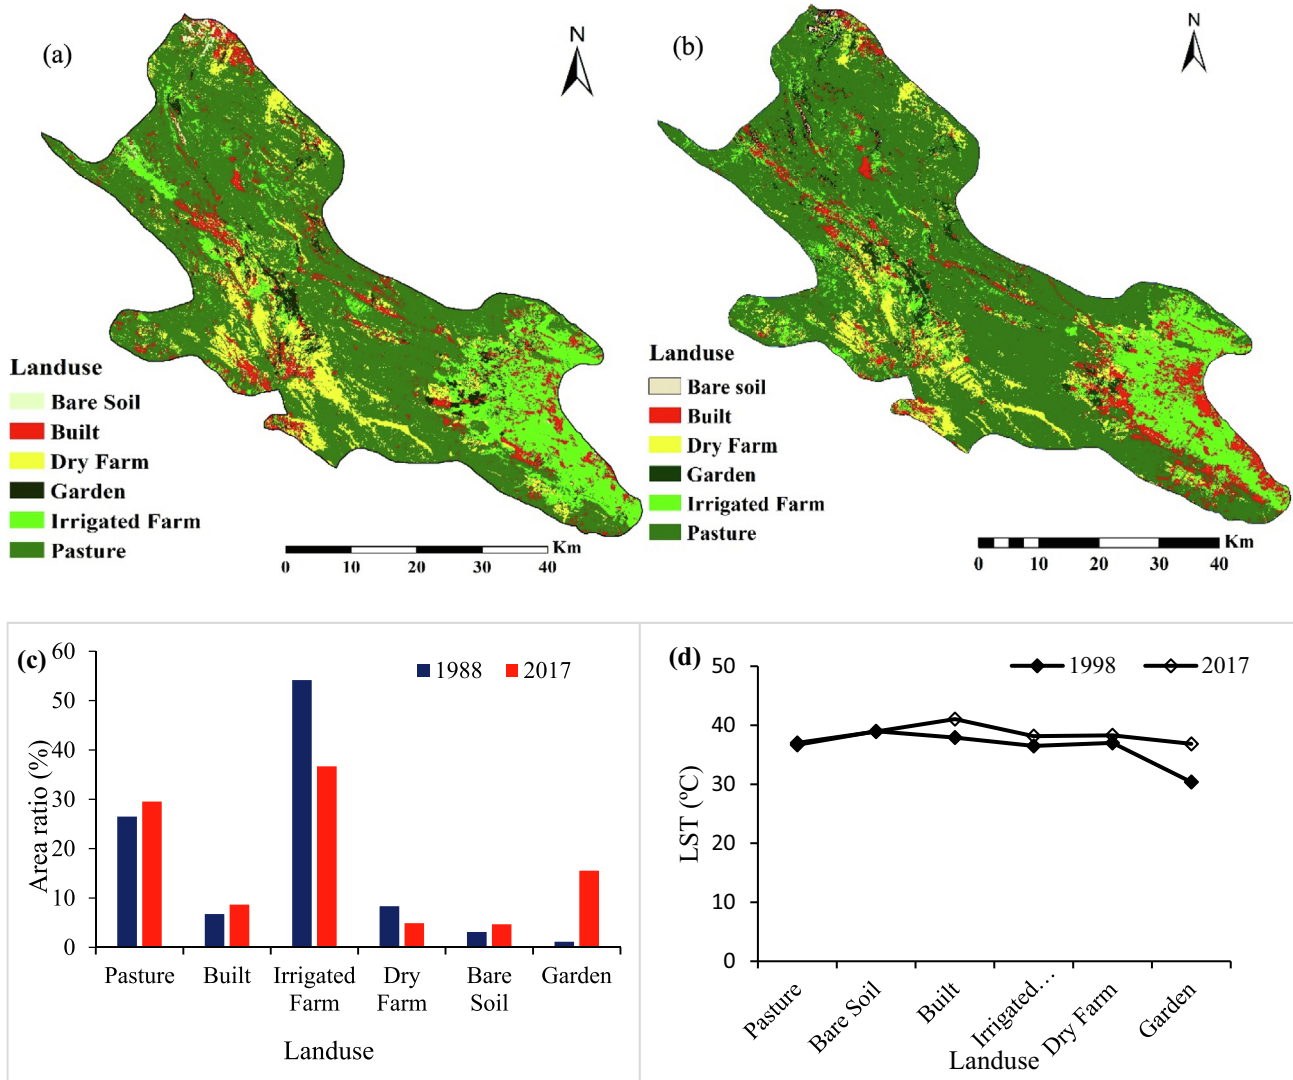 (a)
N
Landuse
Bare Soil
Built
Dry Farm
Garden
Irrigated Farm
Pasture
Km
0 10 20 30 40
(b)
N
Landuse
Bare soil
Built
Dry Farm
Garden
Irrigated Farm
Pasture
Km
0 10 20 30 40
(c)
1988 2017
Area ratio (%)
60
50
40
30
20
10
0
Pasture Built Irrigated Farm Dry Farm Bare Soil Garden
Landuse
(d)
1998 2017
LST (ºC)
50
40
30
20
10
0
Pasture Bare Soil Built Irrigated… Dry Farm Garden
Landuse